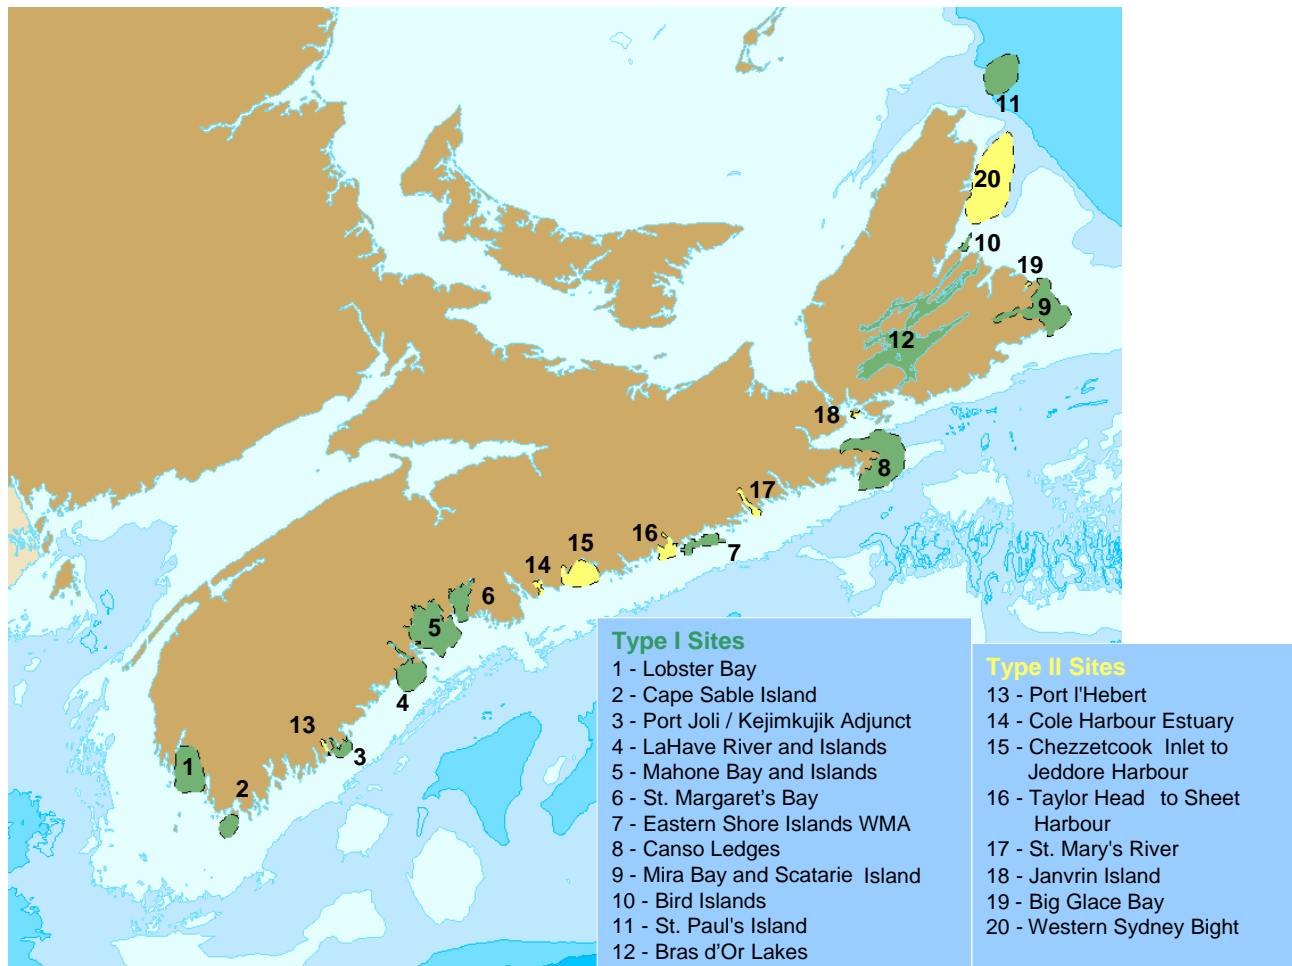 11
20
10
19
9
12
18
8
17
16
7
15
14
6
5
4
13
3
1
2
Type I Sites
1 - Lobster Bay
2 - Cape Sable Island
3 - Port Joli / Kejimkujik Adjunct
4 - LaHave River and Islands
5 - Mahone Bay and Islands
6 - St. Margaret's Bay
7 - Eastern Shore Islands WMA
8 - Canso Ledges
9 - Mira Bay and Scatarie Island
10 - Bird Islands
11 - St. Paul's Island
12 - Bras d'Or Lakes
Type II Sites
13 - Port l'Hebert
14 - Cole Harbour Estuary
15 - Chezzetcook Inlet to
Jeddore Harbour
16 - Taylor Head to Sheet
Harbour
17 - St. Mary's River
18 - Janvrin Island
19 - Big Glace Bay
20 - Western Sydney Bight